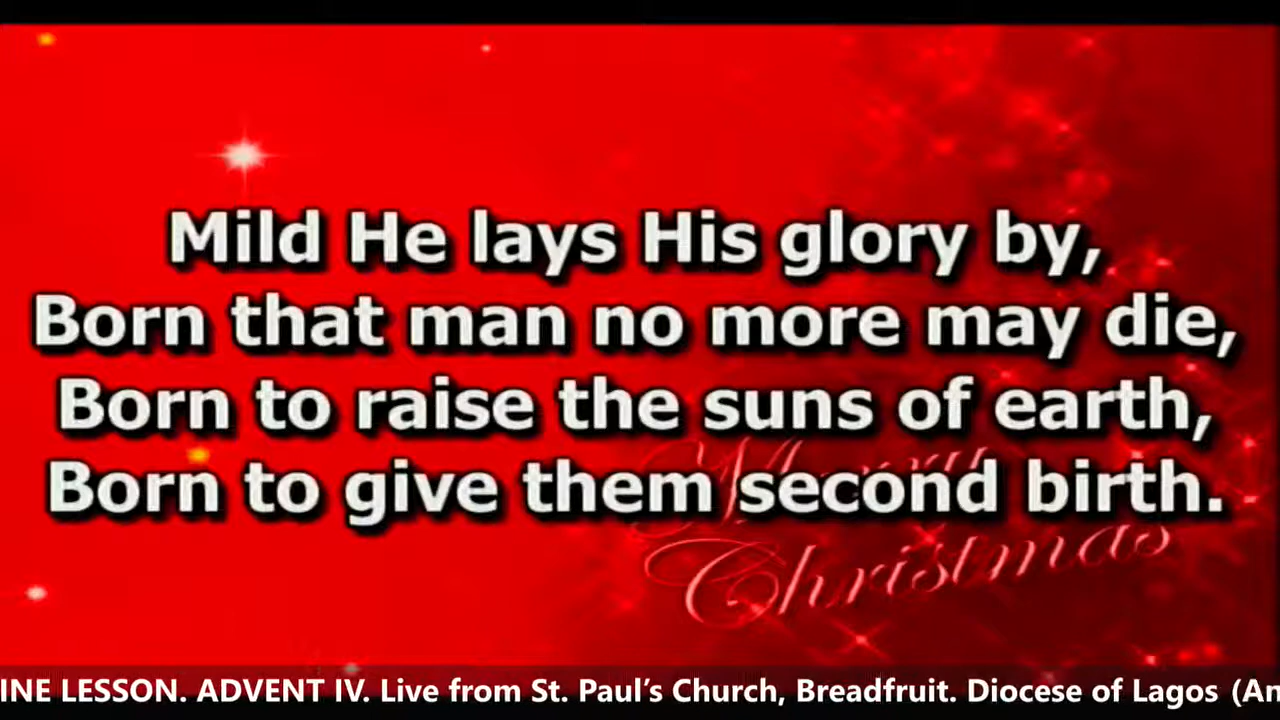 Mild He lays His glory by,
Born that man no more may die,
Born to raise the suns of earth,
Born to give them second birth.
Merry
Christmas
INE LESSON. ADVENT IV. Live from St. Paul's Church, Breadfruit. Diocese of Lagos (An